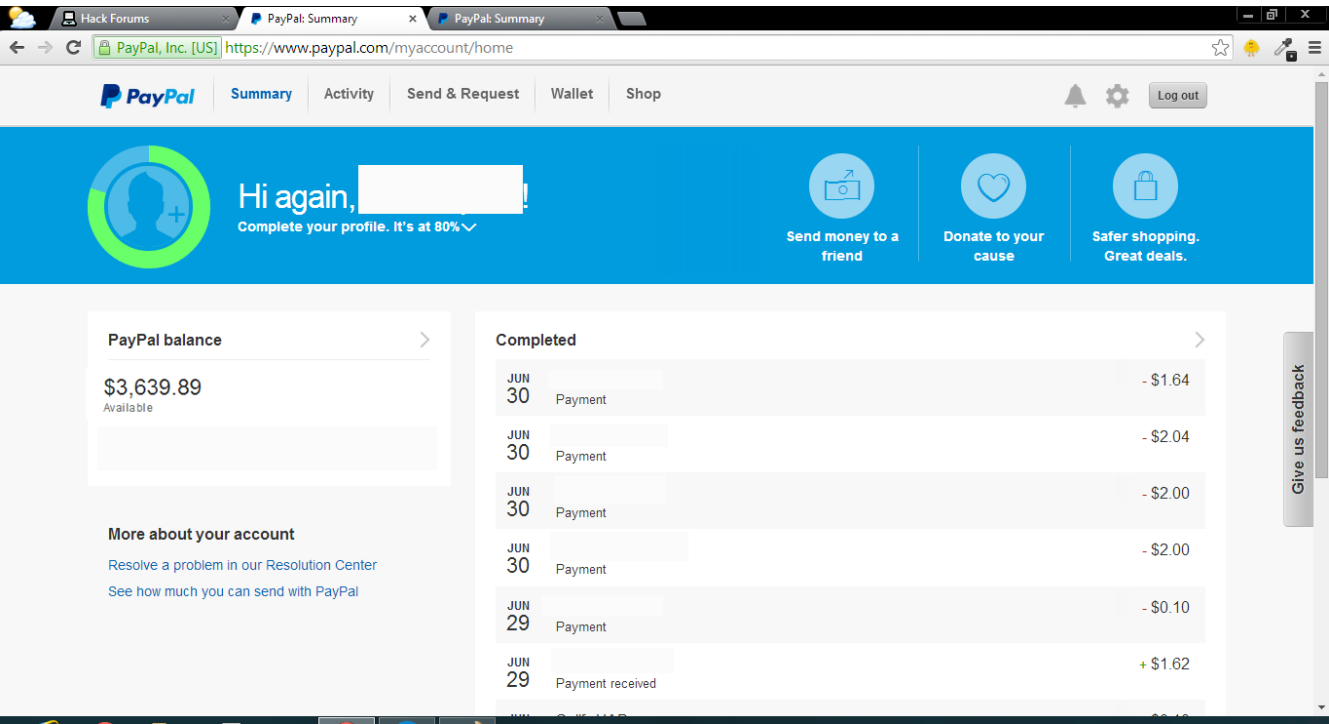 Hack Forums
PayPal: Summary
PayPal: Summary
PayPal, Inc. [US] https://www.paypal.com/myaccount/home
PayPal
Summary
Activity
Send & Request
Wallet
Shop
Log out
Hi again, !
Complete your profile. It's at 80%
Send money to a
friend
Donate to your
cause
Safer shopping.
Great deals.
PayPal balance
$3,639.89
Available
More about your account
Resolve a problem in our Resolution Center
See how much you can send with PayPal
Completed
JUN
30
Payment
- $1.64
JUN
30
Payment
- $2.04
JUN
30
Payment
- $2.00
JUN
30
Payment
- $2.00
JUN
29
Payment
- $0.10
JUN
29
Payment received
+ $1.62
Give us feedback